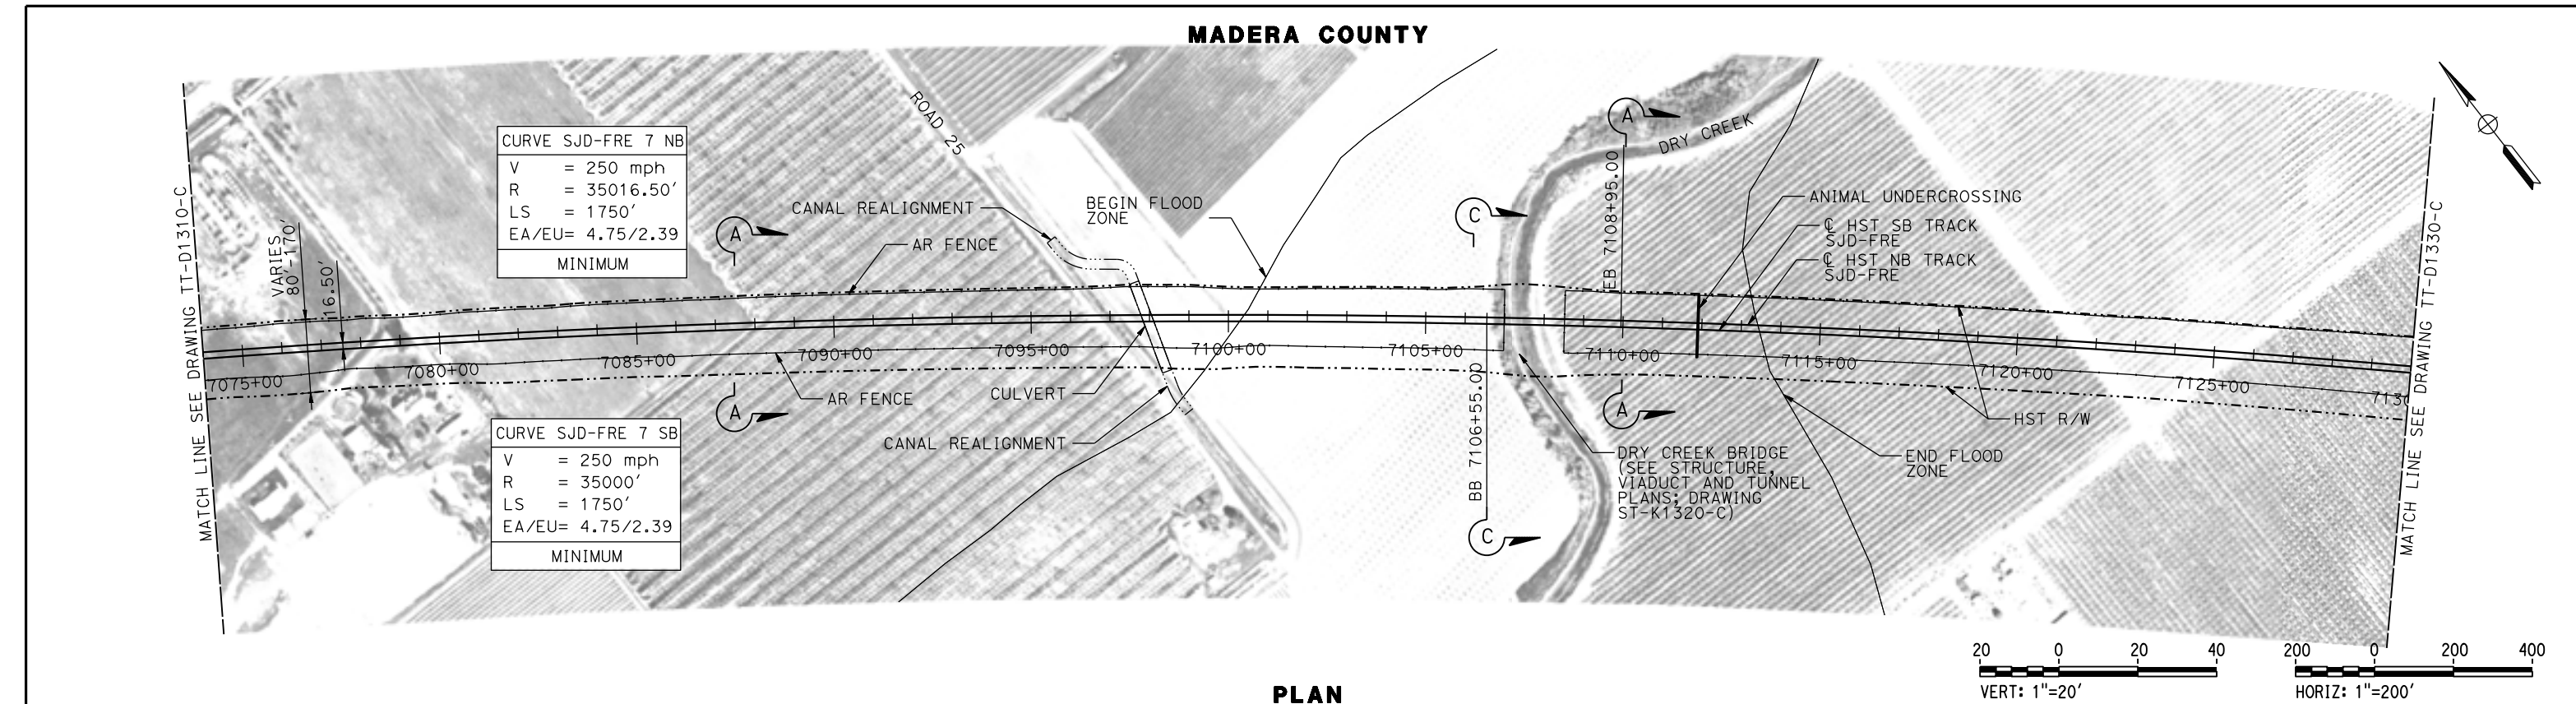 MADERA COUNTY
CURVE SJD-FRE 7 NB
V = 250 mph
R = 35016.50'
LS = 1750'
EA/EU= 4.75/2.39
MINIMUM
CURVE SJD-FRE 7 SB
V = 250 mph
R = 35000'
LS = 1750'
EA/EU= 4.75/2.39
MINIMUM
MATCH LINE SEE DRAWING TT-D1310-C
VARIES
80'-170'
16.50'
A
A
CANAL REALIGNMENT
AR FENCE
ROAD 25
BEGIN FLOOD
ZONE
7075+00
7080+00
7085+00
7090+00
7095+00
7100+00
7105+00
7110+00
7115+00
7120+00
7125+00
713
AR FENCE
CULVERT
CANAL REALIGNMENT
C
C
BB 7106+55.00
EB 7108+95.00
A
A
DRY CREEK
ANIMAL UNDERCROSSING
℄ HST SB TRACK
SJD-FRE
℄ HST NB TRACK
SJD-FRE
HST R/W
DRY CREEK BRIDGE
(SEE STRUCTURE,
VIADUCT AND TUNNEL
PLANS; DRAWING
ST-K1320-C)
END FLOOD
ZONE
MATCH LINE SEE DRAWING TT-D1330-C
20 0 20 40
VERT: 1"=20'
200 0 200 400
HORIZ: 1"=200'
PLAN